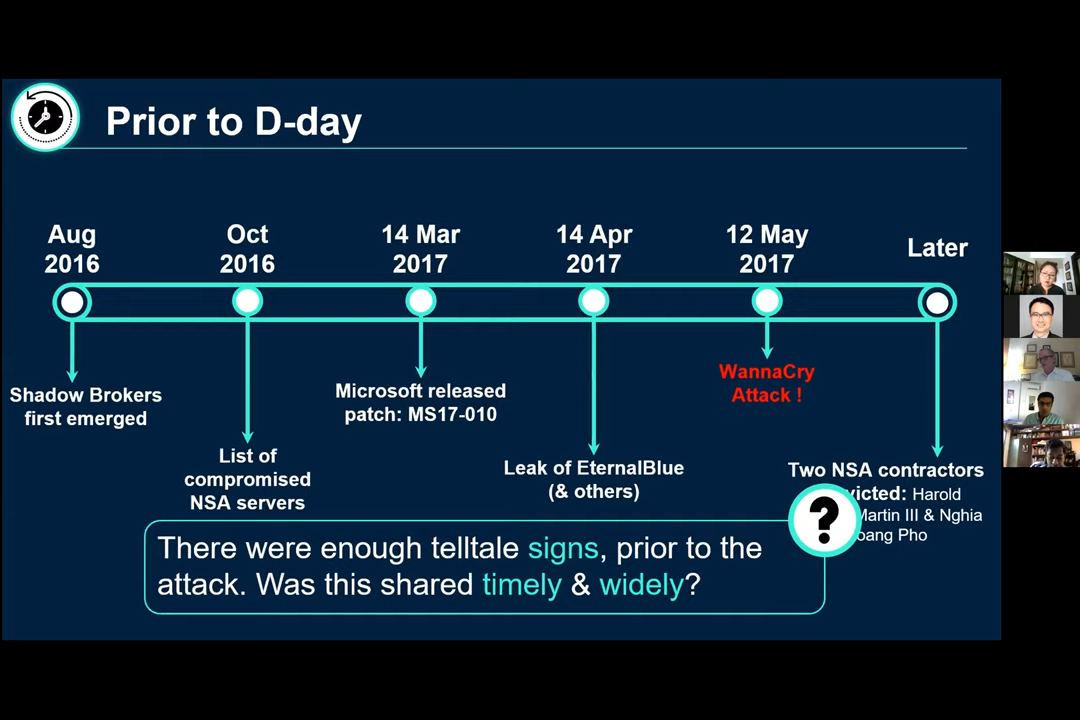 Prior to D-day
Aug
2016
Oct
2016
14 Mar
2017
14 Apr
2017
12 May
2017
Later
Shadow Brokers
first emerged
List of
compromised
NSA servers
Microsoft released
patch: MS17-010
Leak of EternalBlue
(& others)
WannaCry
Attack !
Two NSA contractors
Harold
Martin III & Nghia
Pho
?
There were enough telltale signs, prior to the
attack. Was this shared timely & widely?